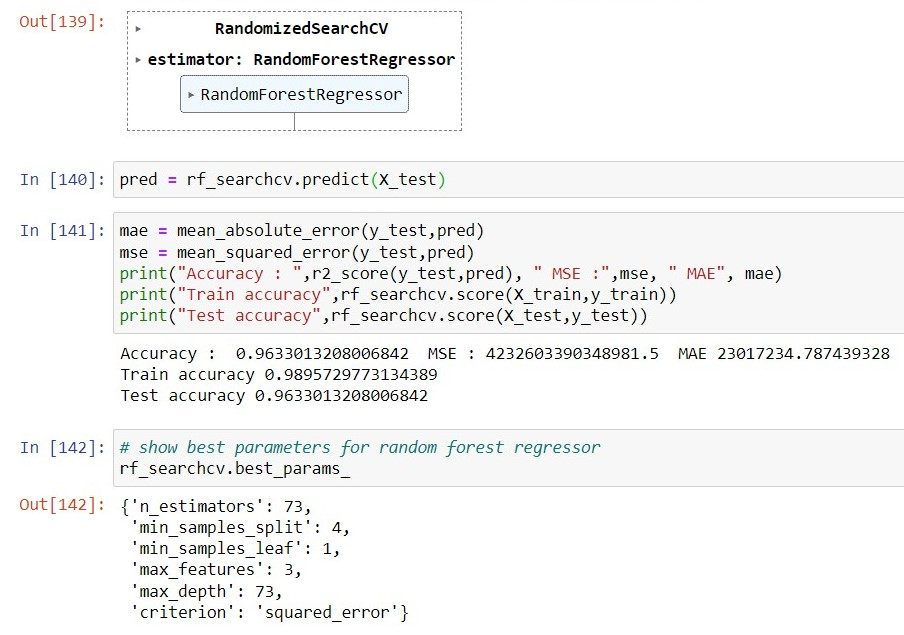 Out[139]:
▸ RandomizedSearchCV
▸ estimator: RandomForestRegressor
▸ RandomForestRegressor
In [140]: pred = rf_searchcv.predict(X_test)
In [141]: mae = mean_absolute_error(y_test,pred)
mse = mean_squared_error(y_test,pred)
print("Accuracy : ",r2_score(y_test,pred), " MSE :",mse, " MAE", mae)
print("Train accuracy",rf_searchcv.score(X_train,y_train))
print("Test accuracy",rf_searchcv.score(X_test,y_test))
Accuracy :  0.9633013208006842  MSE : 4232603390348981.5  MAE 23017234.787439328
Train accuracy 0.9895729773134389
Test accuracy 0.9633013208006842
In [142]: # show best parameters for random forest regressor
rf_searchcv.best_params_
Out[142]: {'n_estimators': 73,
'min_samples_split': 4,
'min_samples_leaf': 1,
'max_features': 3,
'max_depth': 73,
'criterion': 'squared_error'}